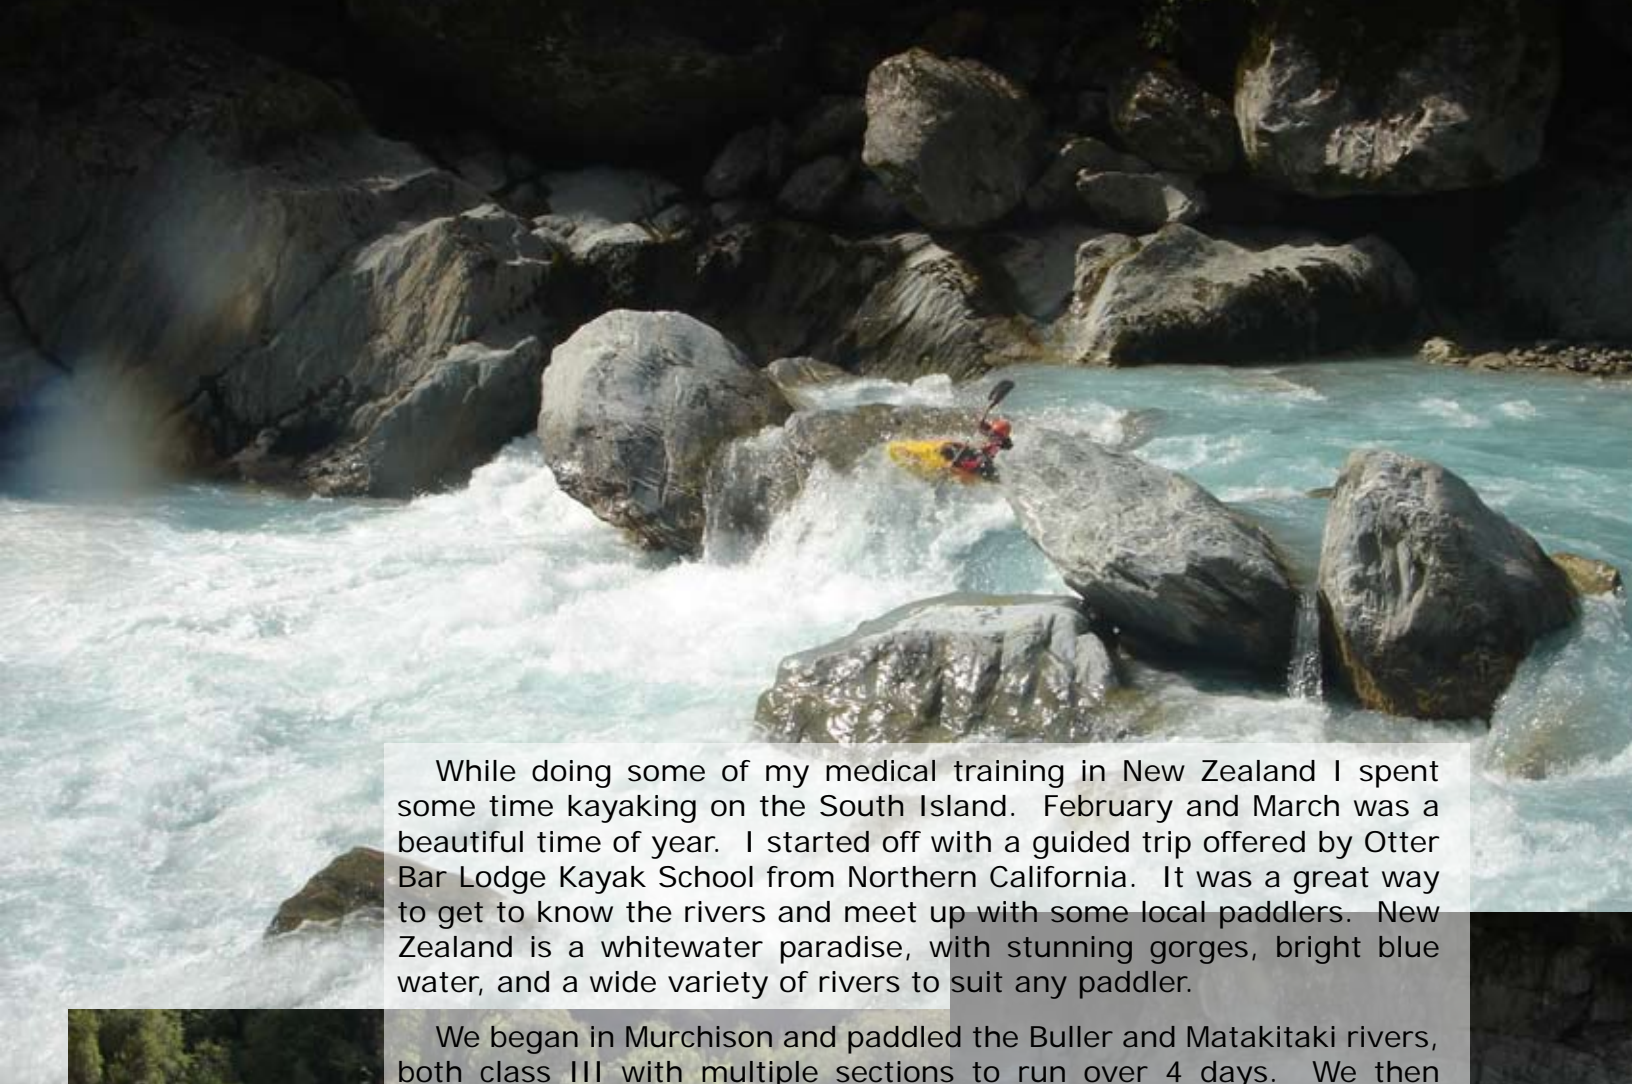 While doing some of my medical training in New Zealand I spent
some time kayaking on the South Island.  February and March was a
beautiful time of year.  I started off with a guided trip offered by Otter
Bar Lodge Kayak School from Northern California.  It was a great way
to get to know the rivers and meet up with some local paddlers.  New
Zealand is a whitewater paradise, with stunning gorges, bright blue
water, and a wide variety of rivers to suit any paddler.
We began in Murchison and paddled the Buller and Matakitaki rivers,
both class III with multiple sections to run over 4 days.  We then